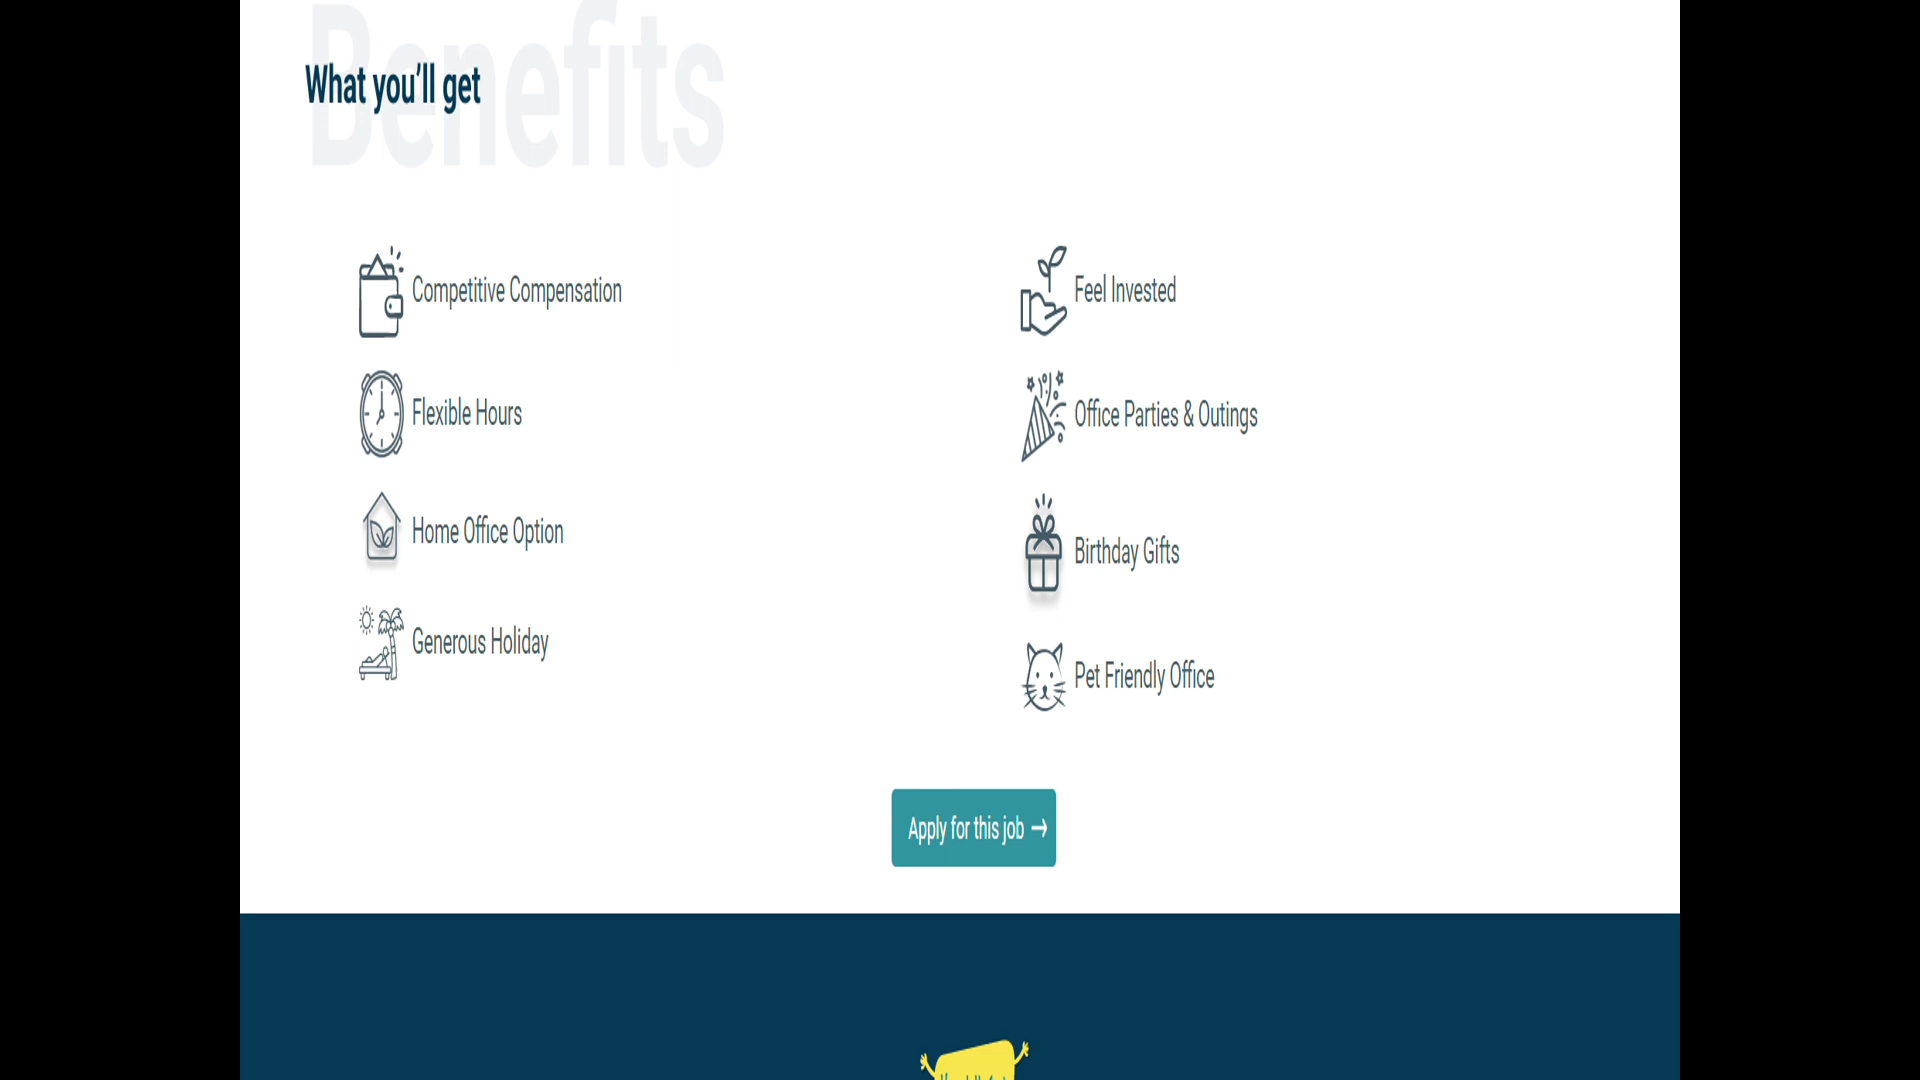 Benefits
What you'll get
Competitive Compensation
Flexible Hours
Home Office Option
Generous Holiday
Feel Invested
Office Parties & Outings
Birthday Gifts
Pet Friendly Office
Apply for this job →